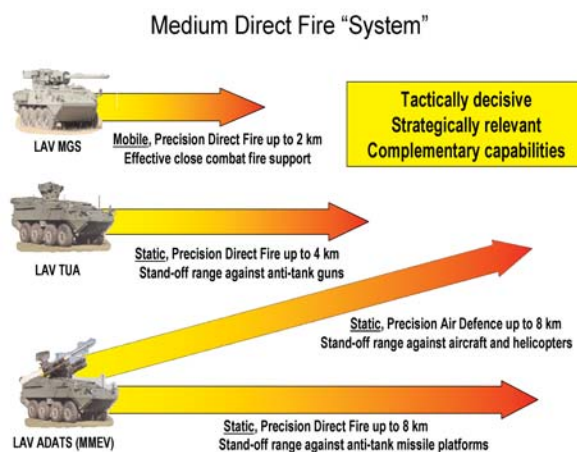 Medium Direct Fire “System”
Tactically decisive
Strategically relevant
Complementary capabilities
LAV MGS
Mobile, Precision Direct Fire up to 2 km
Effective close combat fire support
LAV TUA
Static, Precision Direct Fire up to 4 km
Stand-off range against anti-tank guns
Static, Precision Air Defence up to 8 km
Stand-off range against aircraft and helicopters
LAV ADATS (MMEV)
Static, Precision Direct Fire up to 8 km
Stand-off range against anti-tank missile platforms